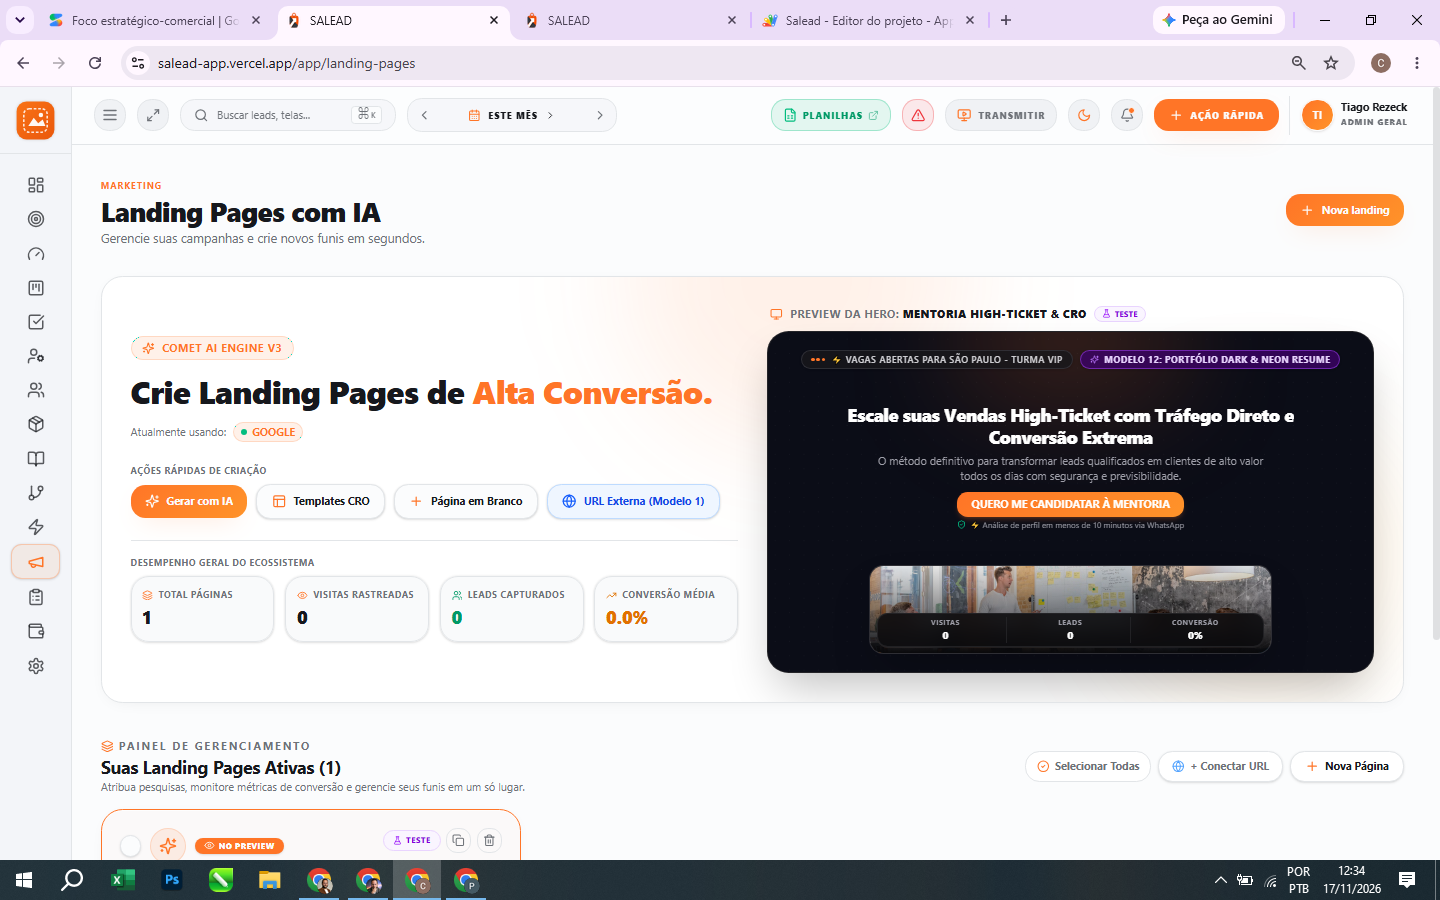 Foco estratégico-comercial | Go
SALEAD
SALEAD
Salead - Editor do projeto - App
Peça ao Gemini
salead-app.vercel.app/app/landing-pages
C
Buscar leads, telas...
⌘K
ESTE MÊS
PLANILHAS
TRANSMITIR
AÇÃO RÁPIDA
TI
Tiago Rezeck
ADMIN GERAL
MARKETING
Landing Pages com IA
Gerencie suas campanhas e crie novos funis em segundos.
Nova landing
COMET AI ENGINE V3
Crie Landing Pages de Alta Conversão.
Atualmente usando: GOOGLE
AÇÕES RÁPIDAS DE CRIAÇÃO
Gerar com IA
Templates CRO
Página em Branco
URL Externa (Modelo 1)
DESEMPENHO GERAL DO ECOSSISTEMA
TOTAL PÁGINAS
1
VISITAS RASTREADAS
0
LEADS CAPTURADOS
0
CONVERSÃO MÉDIA
0.0%
PREVIEW DA HERO: MENTORIA HIGH-TICKET & CRO
TESTE
VAGAS ABERTAS PARA SÃO PAULO - TURMA VIP
MODELO 12: PORTFÓLIO DARK & NEON RESUME
Escale suas Vendas High-Ticket com Tráfego Direto e
Conversão Extrema
O método definitivo para transformar leads qualificados em clientes de alto valor
todos os dias com segurança e previsibilidade.
QUERO ME CANDIDATAR À MENTORIA
Análise de perfil em menos de 10 minutos via WhatsApp
VISITAS
0
LEADS
0
CONVERSÃO
0%
PAINEL DE GERENCIAMENTO
Suas Landing Pages Ativas (1)
Atribua pesquisas, monitore métricas de conversão e gerencie seus funis em um só lugar.
Selecionar Todas
+ Conectar URL
Nova Página
NO PREVIEW
TESTE
Ps
C
P
POR
PTB
12:34
17/11/2026